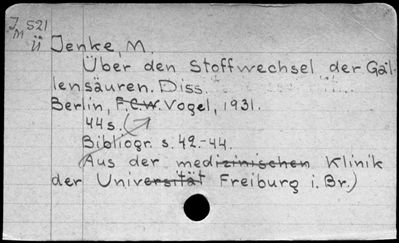 J 521
M
Ü Jenke, M.
Über den Stoffwechsel der Gäl-
lensäuren. Diss.
Berlin, F.C.W. Vogel, 1931.
44 s. (
Bibliogr. s. 42-44.
Aus der medizinischen Klinik
der Universität Freiburg i. Br.)